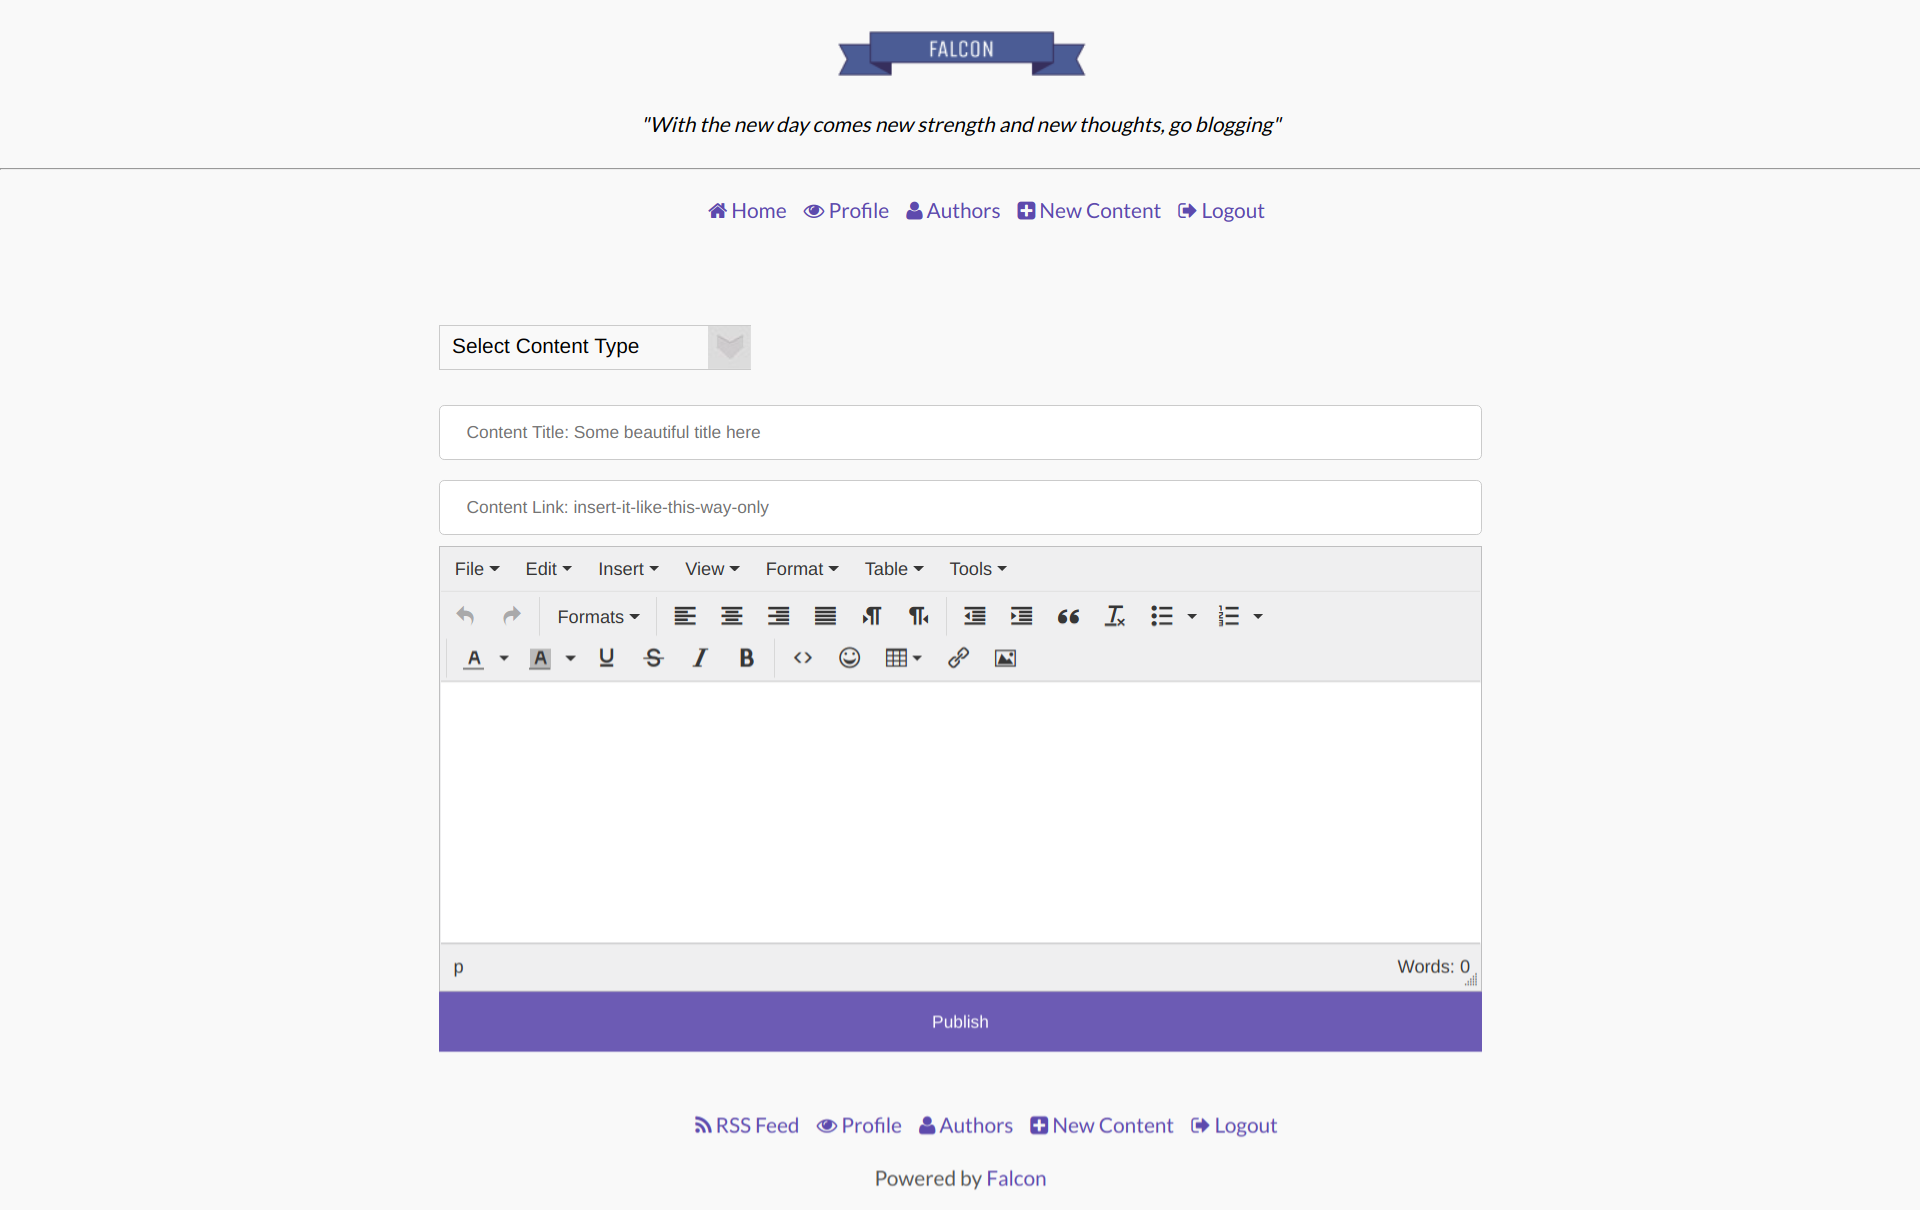 FALCON
"With the new day comes new strength and new thoughts, go blogging"
Home Profile Authors New Content Logout
Select Content Type
Content Title: Some beautiful title here
Content Link: insert-it-like-this-way-only
File Edit Insert View Format Table Tools
Formats
p Words: 0
Publish
RSS Feed Profile Authors New Content Logout
Powered by Falcon